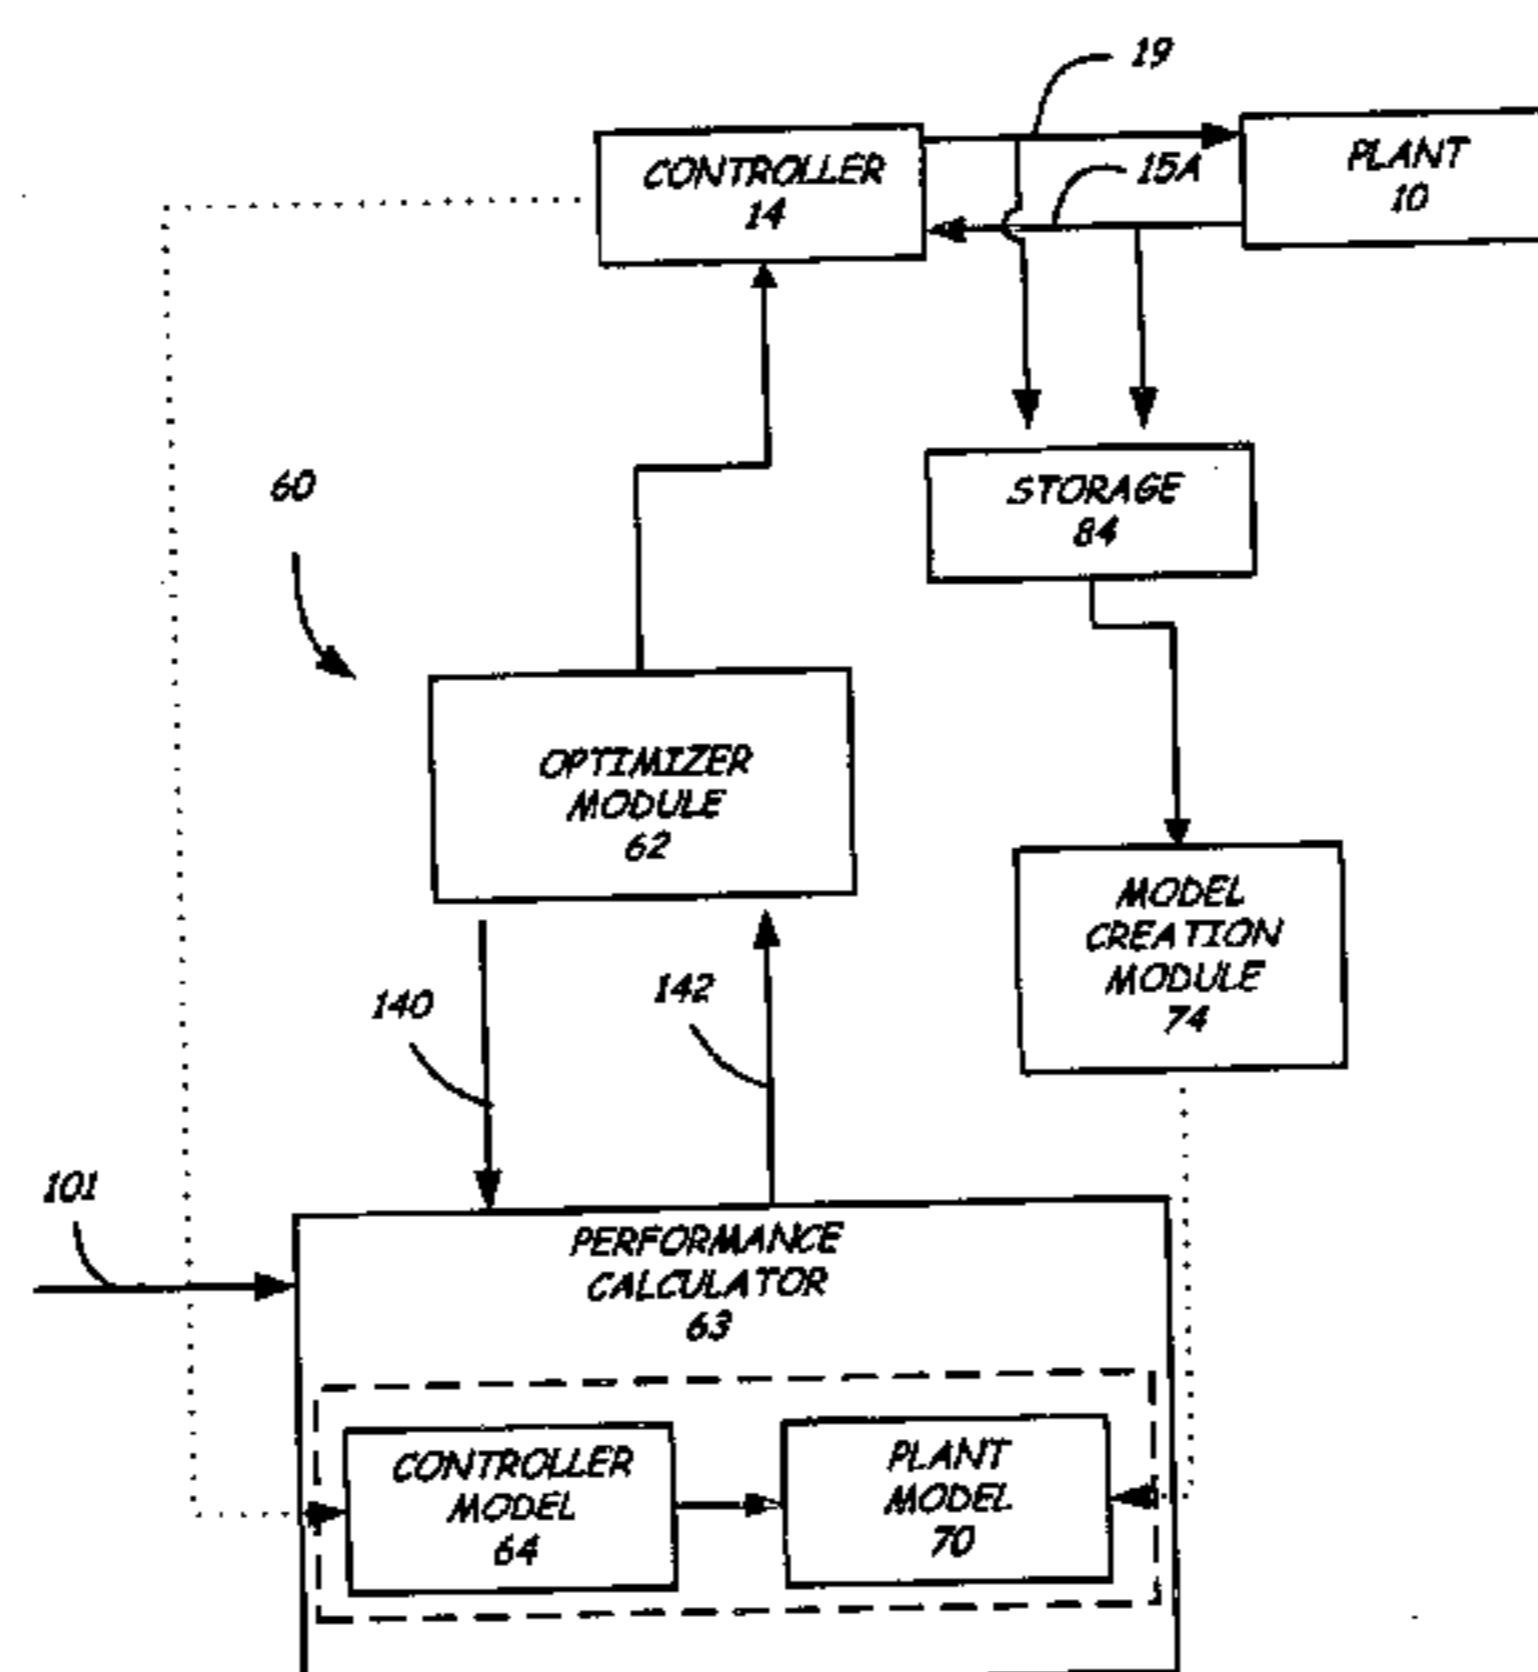 19
CONTROLLER
14
15A
PLANT
10
60
STORAGE
84
OPTIMIZER
MODULE
62
MODEL
CREATION
MODULE
74
140
142
101
PERFORMANCE
CALCULATOR
63
CONTROLLER
MODEL
64
PLANT
MODEL
70